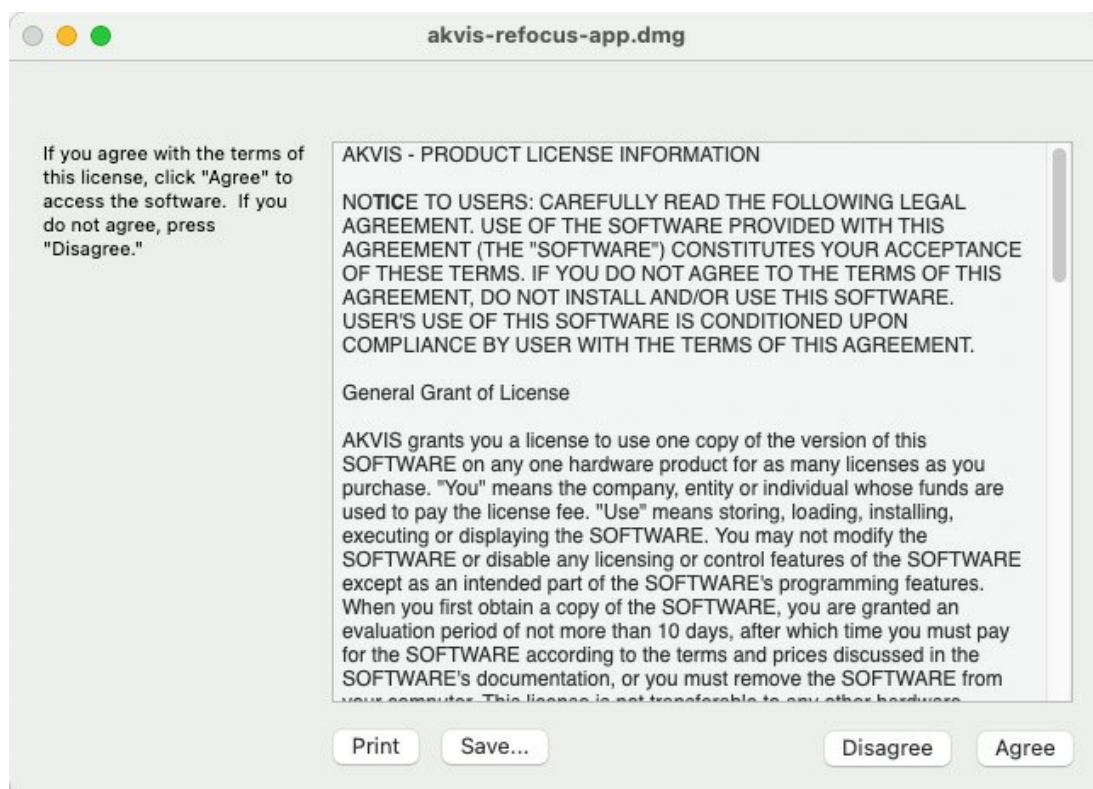 akvis-refocus-app.dmg
If you agree with the terms of
this license, click "Agree" to
access the software.  If you
do not agree, press
"Disagree."
AKVIS - PRODUCT LICENSE INFORMATION
NOTICE TO USERS: CAREFULLY READ THE FOLLOWING LEGAL
AGREEMENT. USE OF THE SOFTWARE PROVIDED WITH THIS
AGREEMENT (THE "SOFTWARE") CONSTITUTES YOUR ACCEPTANCE
OF THESE TERMS. IF YOU DO NOT AGREE TO THE TERMS OF THIS
AGREEMENT, DO NOT INSTALL AND/OR USE THIS SOFTWARE.
USER'S USE OF THIS SOFTWARE IS CONDITIONED UPON
COMPLIANCE BY USER WITH THE TERMS OF THIS AGREEMENT.
General Grant of License
AKVIS grants you a license to use one copy of the version of this
SOFTWARE on any one hardware product for as many licenses as you
purchase. "You" means the company, entity or individual whose funds are
used to pay the license fee. "Use" means storing, loading, installing,
executing or displaying the SOFTWARE. You may not modify the
SOFTWARE or disable any licensing or control features of the SOFTWARE
except as an intended part of the SOFTWARE's programming features.
When you first obtain a copy of the SOFTWARE, you are granted an
evaluation period of not more than 10 days, after which time you must pay
for the SOFTWARE according to the terms and prices discussed in the
SOFTWARE's documentation, or you must remove the SOFTWARE from
your computer. This license is not transferable to any other hardware
Print
Save...
Disagree
Agree